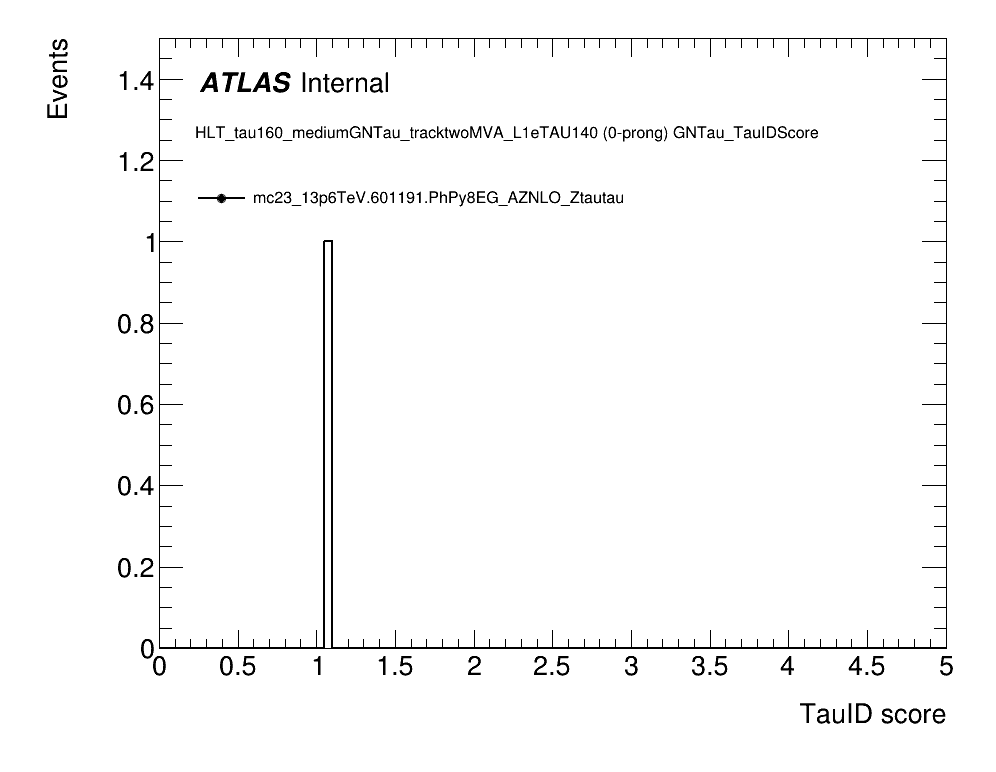 Events
ATLAS Internal
HLT_tau160_mediumGNTau_tracktwoMVA_L1eTAU140 (0-prong) GNTau_TauIDScore
mc23_13p6TeV.601191.PhPy8EG_AZNLO_Ztautau
1.4
1.2
1
0.8
0.6
0.4
0.2
0
0 0.5 1 1.5 2 2.5 3 3.5 4 4.5 5
TauID score